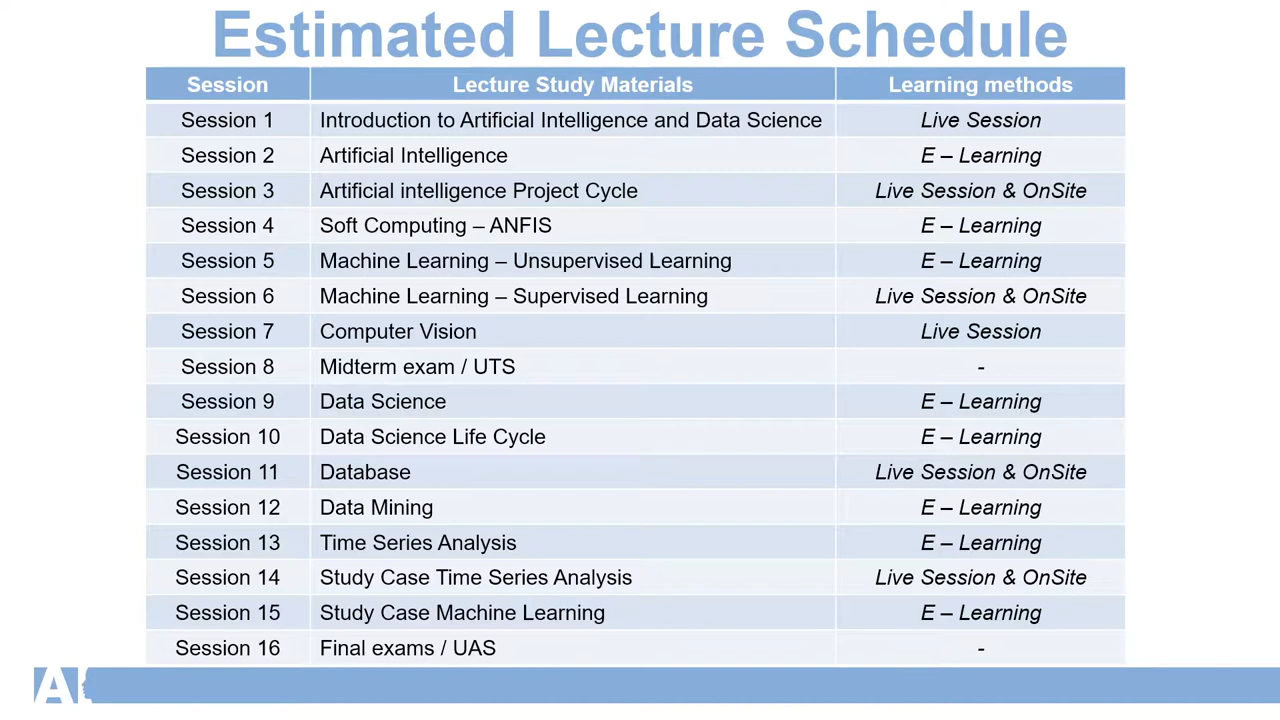 Estimated Lecture Schedule
Session Lecture Study Materials Learning methods
Session 1 Introduction to Artificial Intelligence and Data Science Live Session
Session 2 Artificial Intelligence E – Learning
Session 3 Artificial intelligence Project Cycle Live Session & OnSite
Session 4 Soft Computing – ANFIS E – Learning
Session 5 Machine Learning – Unsupervised Learning E – Learning
Session 6 Machine Learning – Supervised Learning Live Session & OnSite
Session 7 Computer Vision Live Session
Session 8 Midterm exam / UTS -
Session 9 Data Science E – Learning
Session 10 Data Science Life Cycle E – Learning
Session 11 Database Live Session & OnSite
Session 12 Data Mining E – Learning
Session 13 Time Series Analysis E – Learning
Session 14 Study Case Time Series Analysis Live Session & OnSite
Session 15 Study Case Machine Learning E – Learning
Session 16 Final exams / UAS -
AI